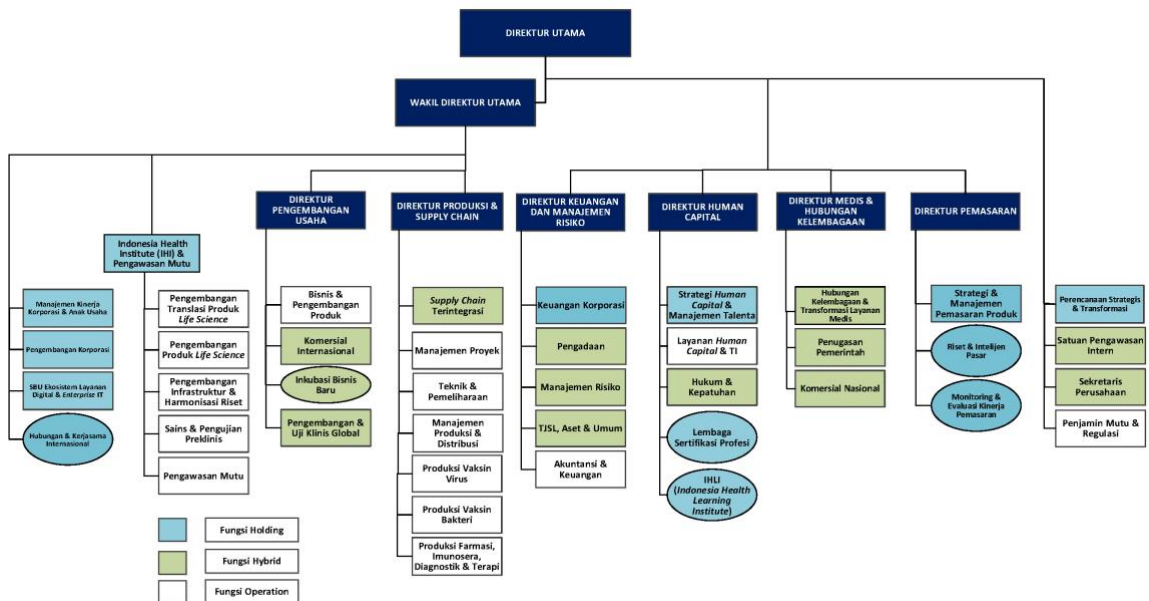 DIREKTUR UTAMA
WAKIL DIREKTUR UTAMA
DIREKTUR
PENGEMBANGAN
USAHA
DIREKTUR PRODUKSI &
SUPPLY CHAIN
DIREKTUR KEUANGAN
DAN MANAJEMEN
RISIKO
DIREKTUR HUMAN
CAPITAL
DIREKTUR MEDIS &
HUBUNGAN
KELEMBAGAAN
DIREKTUR PEMASARAN
Indonesia Health
Institute (IHI) &
Pengawasan Mutu
Manajemen Kinerja
Korporasi & Anak Usaha
Pengembangan Korporasi
SBU Ekosistem Layanan
Digital & Enterprise IT
Hubungan & Kerjasama
Internasional
Pengembangan
Translasi Produk
Life Science
Pengembangan
Produk Life Science
Pengembangan
Infrastruktur &
Harmonisasi Riset
Sains & Pengujian
Preklinis
Pengawasan Mutu
Bisnis &
Pengembangan
Produk
Komersial
Internasional
Inkubasi Bisnis
Baru
Pengembangan &
Uji Klinis Global
Supply Chain
Terintegrasi
Manajemen Proyek
Teknik &
Pemeliharaan
Manajemen
Produksi &
Distribusi
Produksi Vaksin
Virus
Produksi Vaksin
Bakteri
Produksi Farmasi,
Imunosera,
Diagnostik & Terapi
Keuangan Korporasi
Pengadaan
Manajemen Risiko
TJSL, Aset & Umum
Akuntansi &
Keuangan
Strategi Human
Capital &
Manajemen Talenta
Layanan Human
Capital & TI
Hukum &
Kepatuhan
Lembaga
Sertifikasi Profesi
IHLI
(Indonesia Health
Learning
Institute)
Hubungan
Kelembagaan &
Transformasi Layanan
Medis
Penugasan
Pemerintah
Komersial Nasional
Strategi &
Manajemen
Pemasaran Produk
Riset & Intelijen
Pasar
Monitoring &
Evaluasi Kinerja
Pemasaran
Perencanaan Strategis
& Transformasi
Satuan Pengawasan
Intern
Sekretaris
Perusahaan
Penjamin Mutu &
Regulasi
Fungsi Holding
Fungsi Hybrid
Fungsi Operation